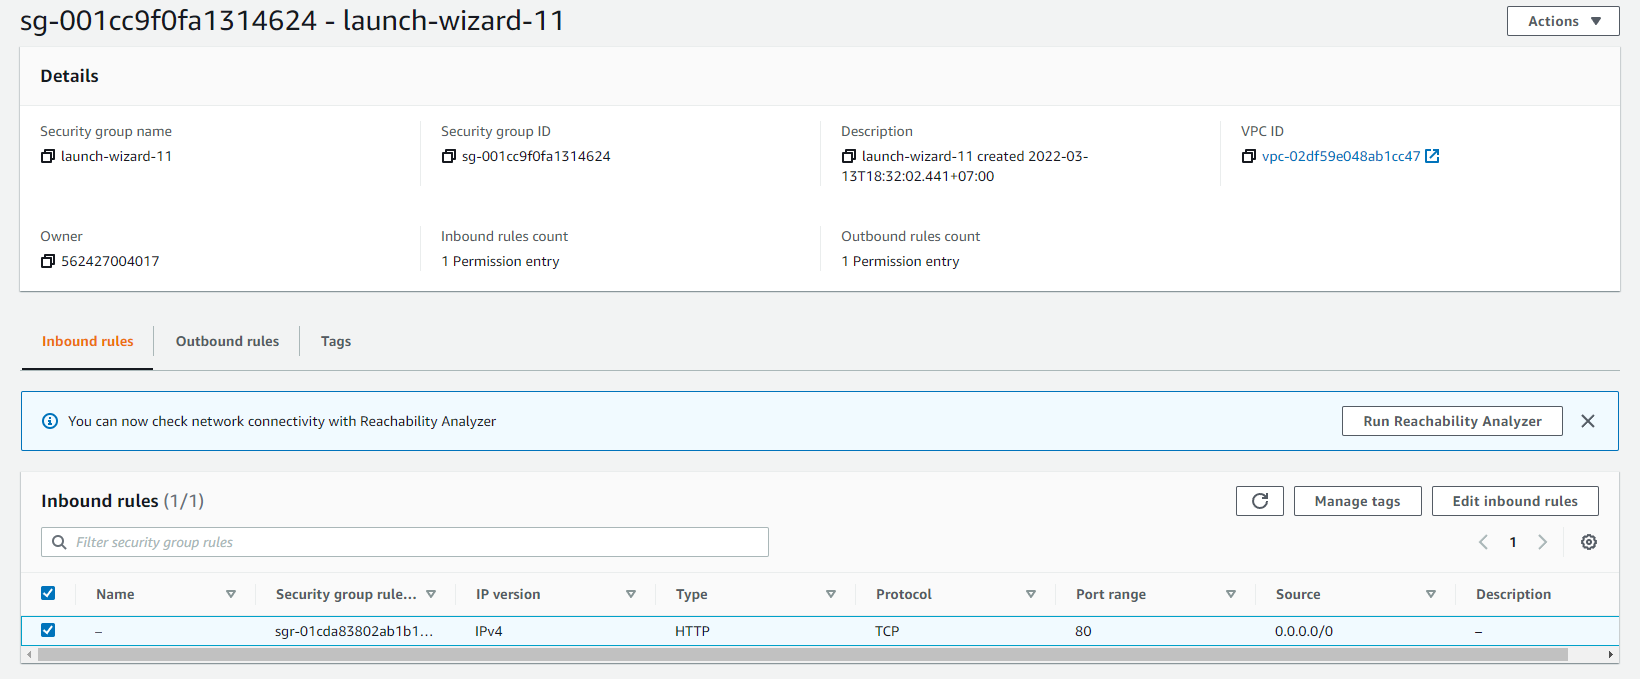 sg-001cc9f0fa1314624 - launch-wizard-11
Actions
Details
Security group name
launch-wizard-11
Security group ID
sg-001cc9f0fa1314624
Description
launch-wizard-11 created 2022-03-
13T18:32:02.441+07:00
VPC ID
vpc-02df59e048ab1cc47
Owner
562427004017
Inbound rules count
1 Permission entry
Outbound rules count
1 Permission entry
Inbound rules
Outbound rules
Tags
You can now check network connectivity with Reachability Analyzer
Run Reachability Analyzer
Inbound rules (1/1)
Manage tags
Edit inbound rules
Filter security group rules
1
Name Security group rule... IP version Type Protocol Port range Source Description
– sgr-01cda83802ab1b1... IPv4 HTTP TCP 80 0.0.0.0/0 –